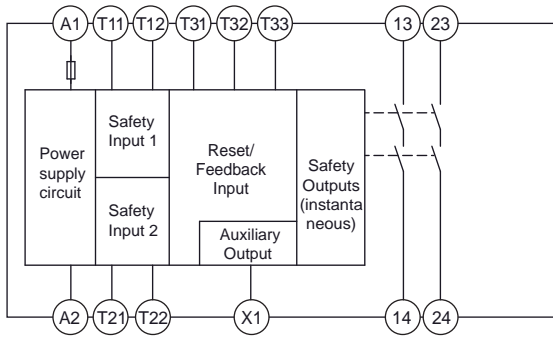 A1 T11 T12 T31 T32 T33 13 23
Power
supply
circuit
Safety
Input 1
Safety
Input 2
Reset/
Feedback
Input
Auxiliary
Output
Safety
Outputs
(instanta
neous)
A2 T21 T22 X1 14 24